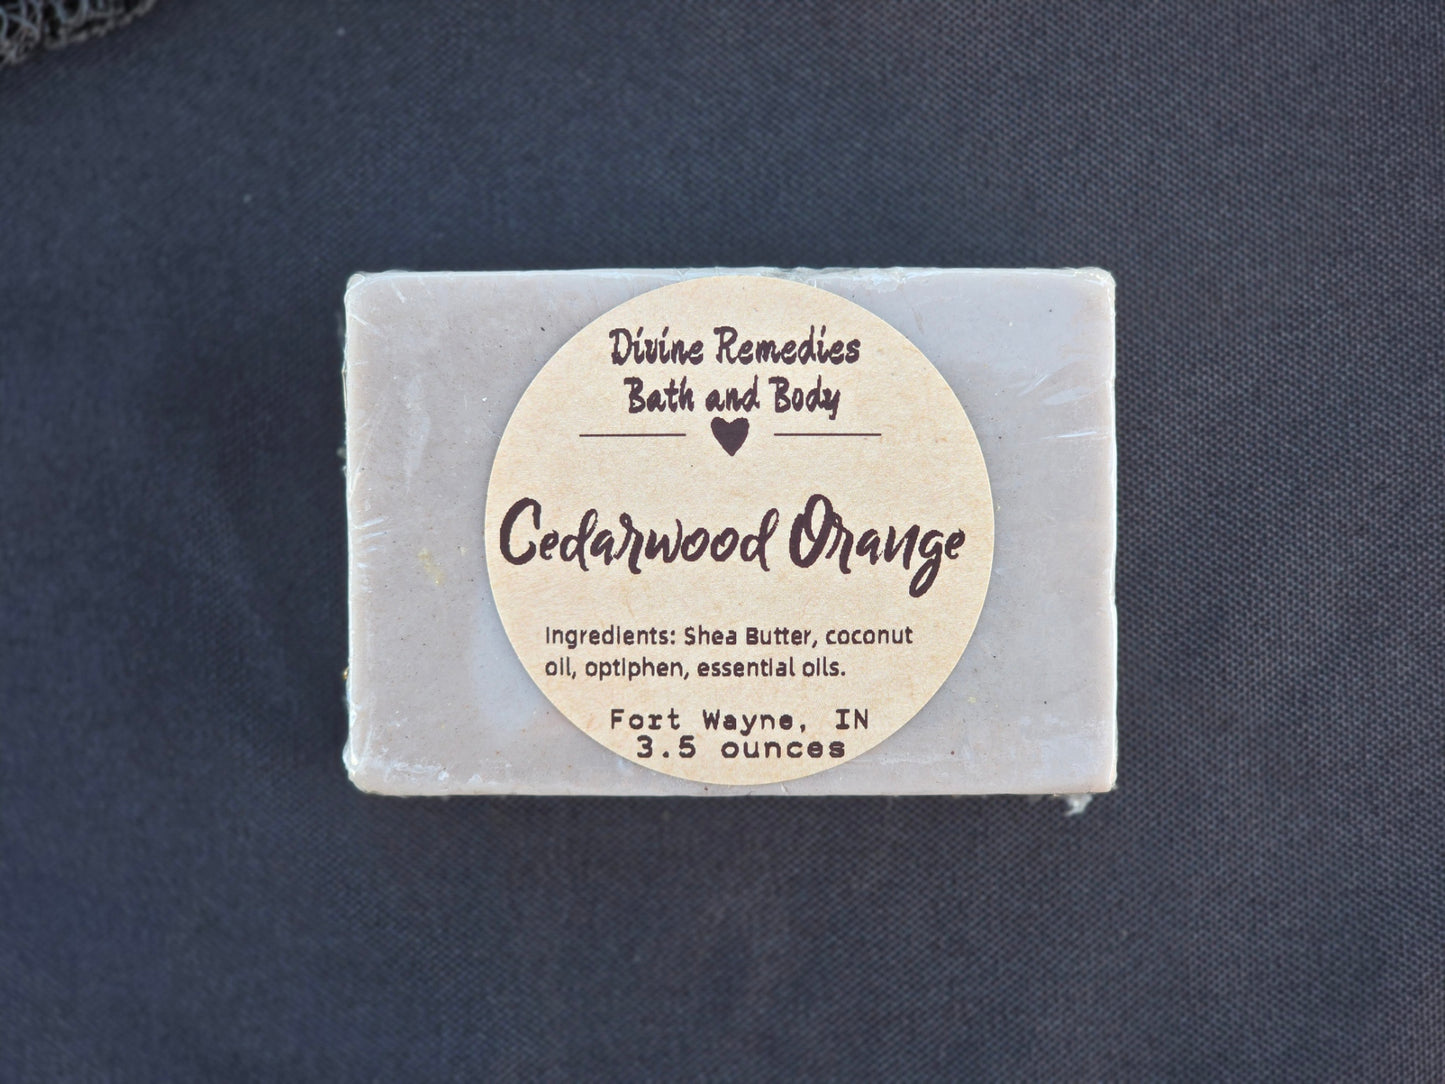 Divine Remedies
Bath and Body
Cedarwood Orange
Ingredients: Shea Butter, coconut
oil, optiphen, essential oils.
Fort Wayne, IN
3.5 ounces